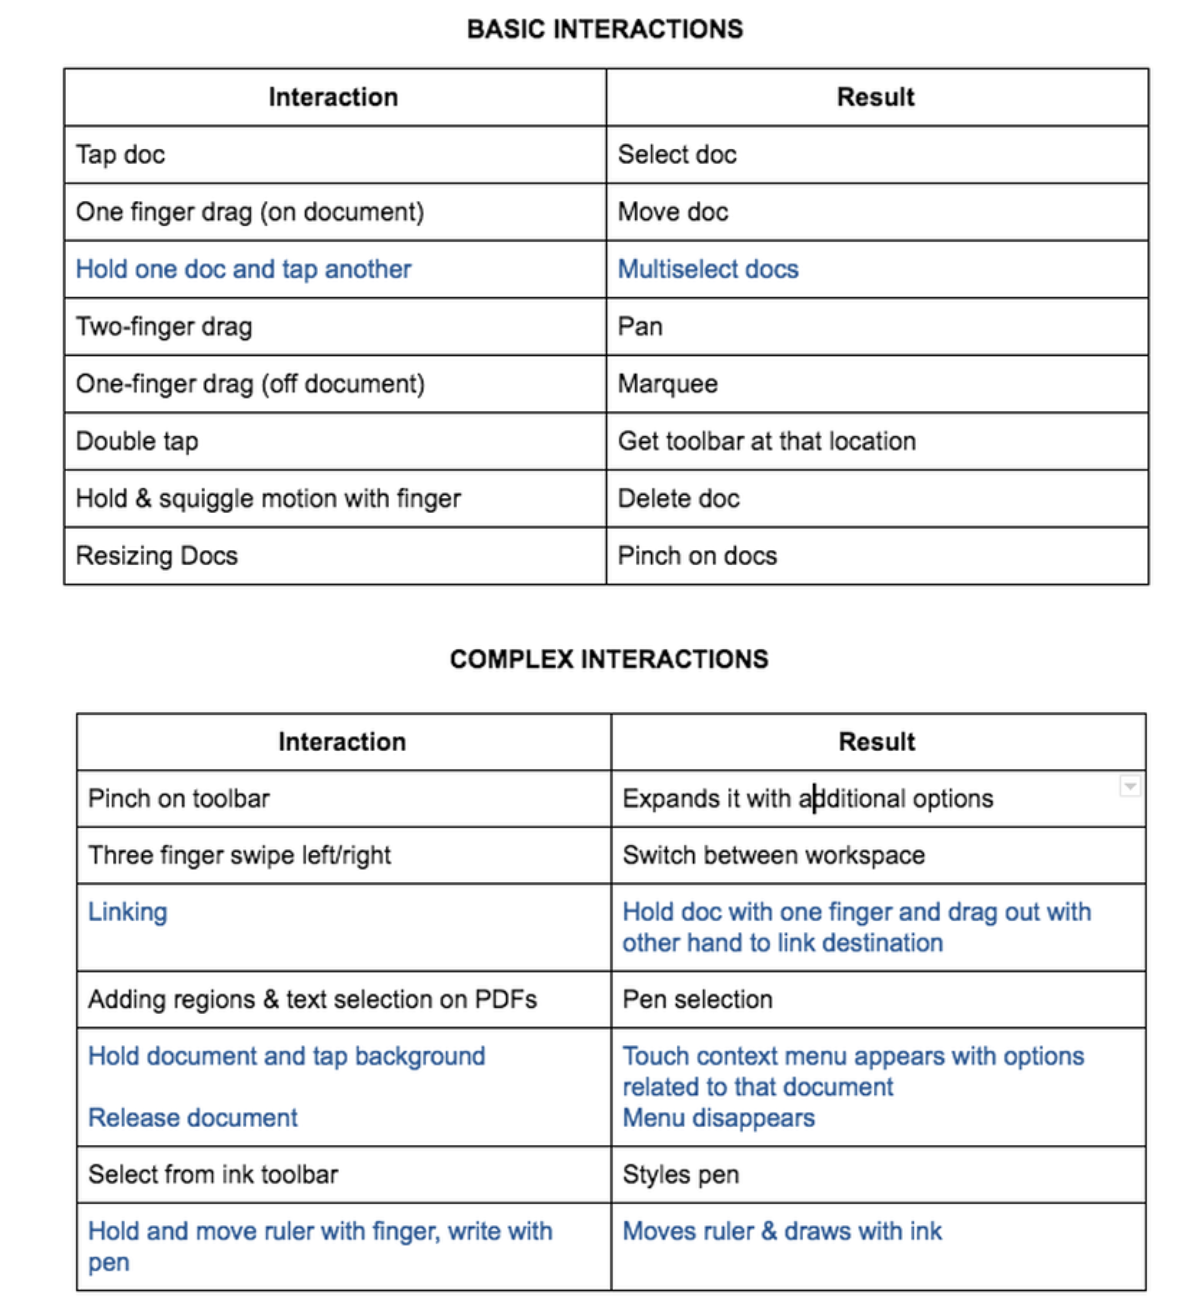 BASIC INTERACTIONS
Interaction Result
Tap doc Select doc
One finger drag (on document) Move doc
Hold one doc and tap another Multiselect docs
Two-finger drag Pan
One-finger drag (off document) Marquee
Double tap Get toolbar at that location
Hold & squiggle motion with finger Delete doc
Resizing Docs Pinch on docs
COMPLEX INTERACTIONS
Interaction Result
Pinch on toolbar Expands it with additional options
Three finger swipe left/right Switch between workspace
Linking Hold doc with one finger and drag out with
other hand to link destination
Adding regions & text selection on PDFs Pen selection
Hold document and tap background Touch context menu appears with options
related to that document
Release document Menu disappears
Select from ink toolbar Styles pen
Hold and move ruler with finger, write with Moves ruler & draws with ink
pen